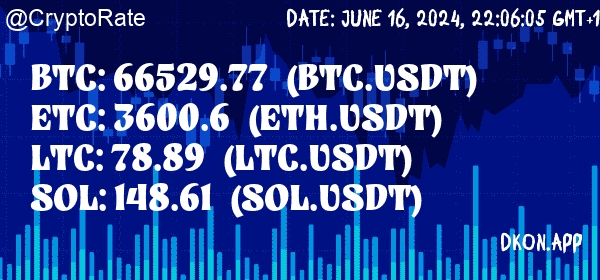 @CryptoRate
DATE: JUNE 16, 2024, 22:06:05 GMT+1
BTC: 66529.77 (BTC.USDT)
ETC: 3600.6 (ETH.USDT)
LTC: 78.89 (LTC.USDT)
SOL: 148.61 (SOL.USDT)
DKON.APP